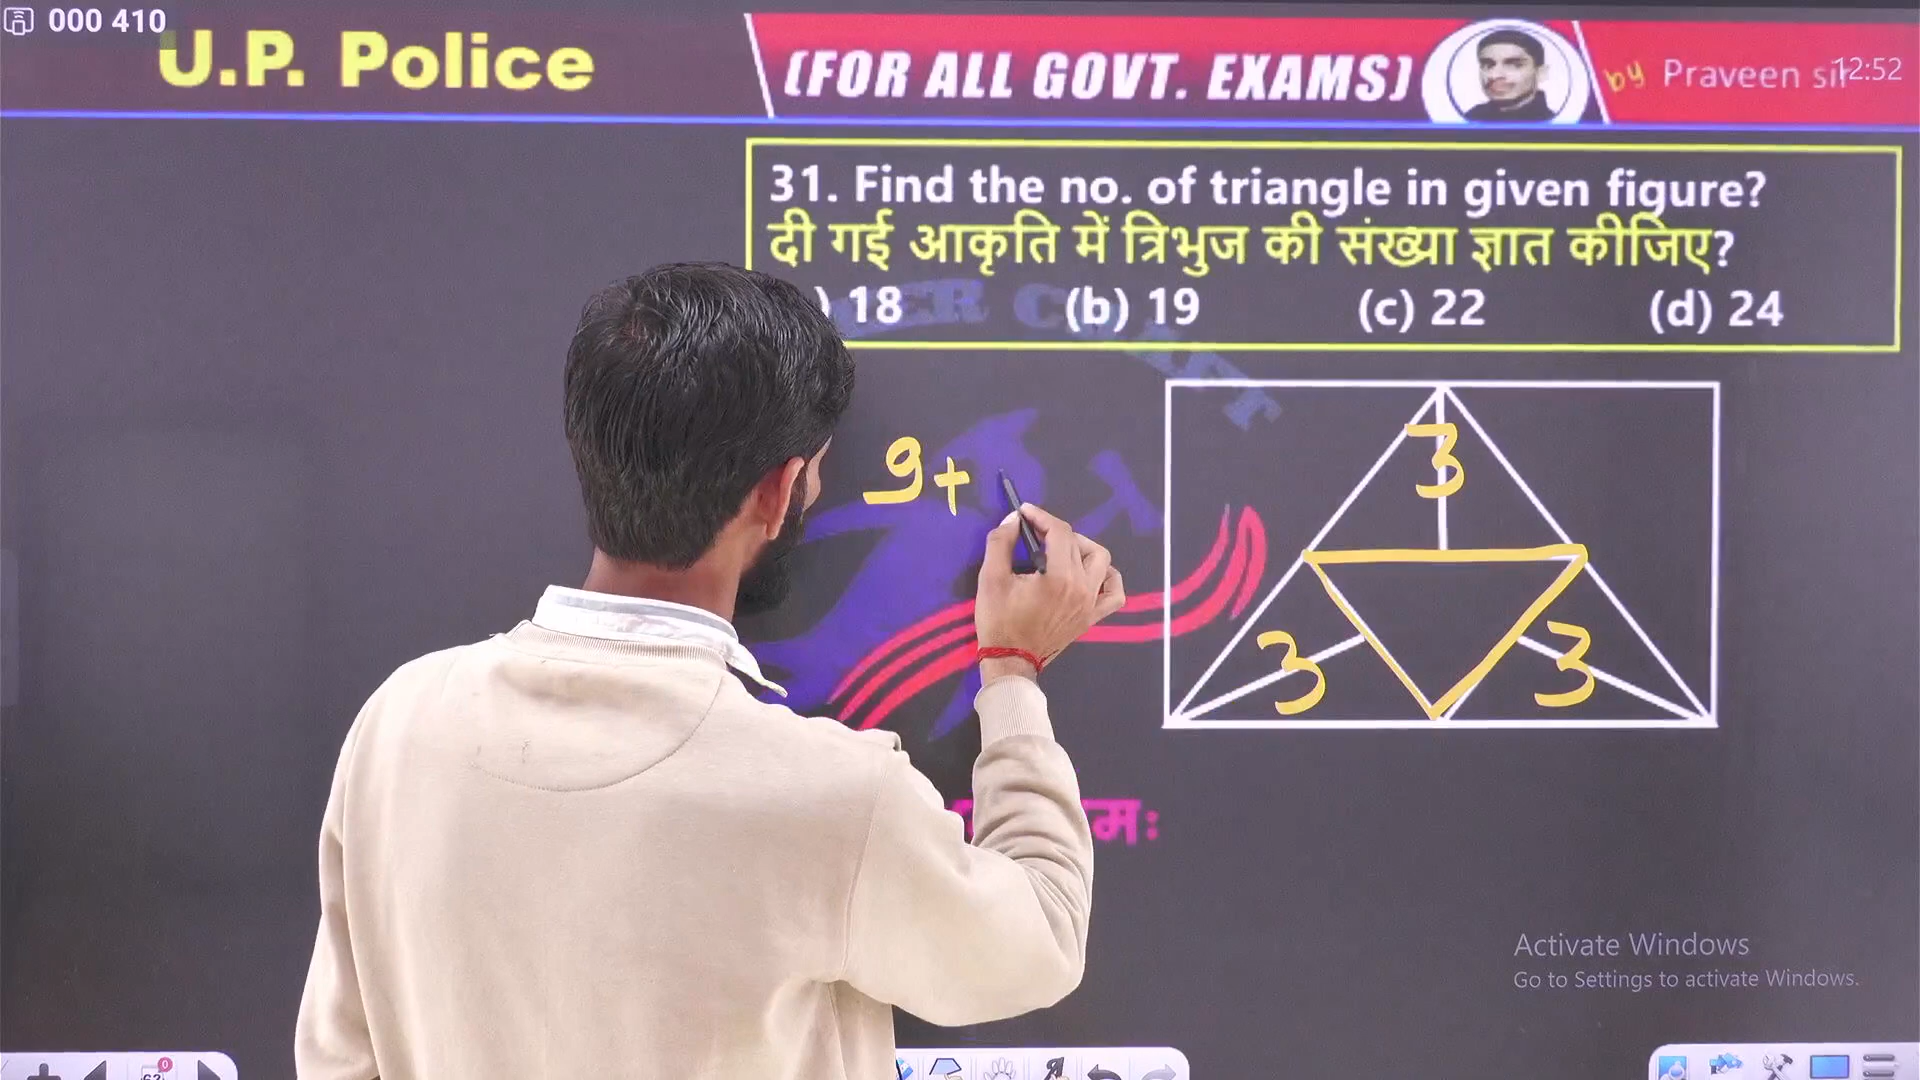 000 410
U.P. Police
(FOR ALL GOVT. EXAMS)
by Praveen sir
12:52
31. Find the no. of triangle in given figure?
दी गई आकृति में त्रिभुज की संख्या ज्ञात कीजिए?
) 18 (b) 19 (c) 22 (d) 24
9+
3
3
3
मः
Activate Windows
Go to Settings to activate Windows.